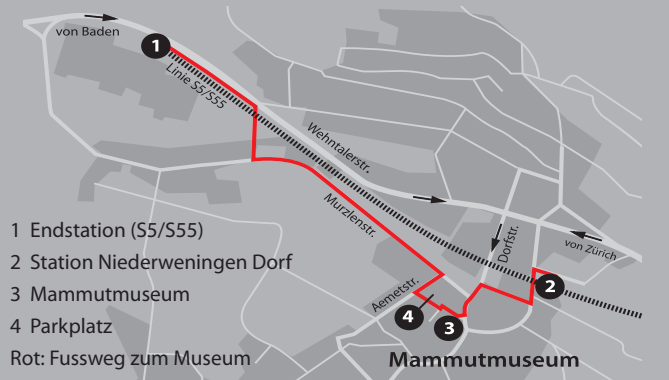 von Baden
1
Linie S5/S55
Wehntalerstr.
Murzlenstr.
Dorfstr.
von Zürich
Aemetstr.
2
4
3
Mammutmuseum
1 Endstation (S5/S55)
2 Station Niederweningen Dorf
3 Mammutmuseum
4 Parkplatz
Rot: Fussweg zum Museum